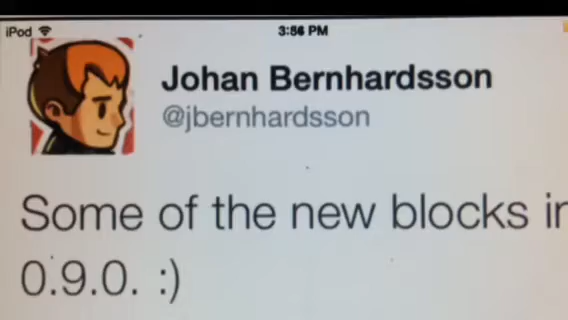 iPod 3:56 PM
Johan Bernhardsson
@jbernhardsson
Some of the new blocks in
0.9.0. :)